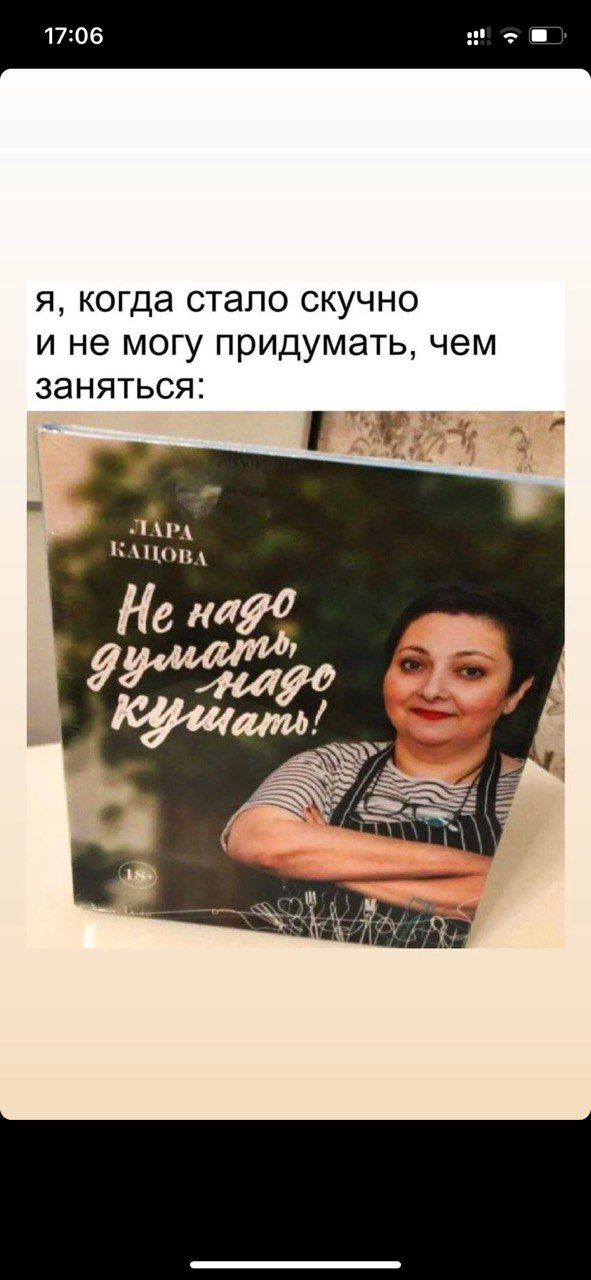 17:06
я, когда стало скучно
и не могу придумать, чем
заняться:
ЛАРА
КАЦОВА
Не надо
думать,
надо
кушать!
18+